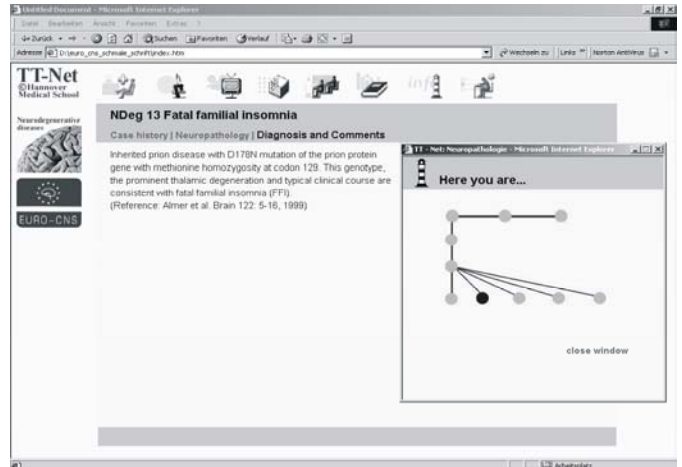 Untitled Document - Microsoft Internet Explorer
Datei Bearbeiten Ansicht Favoriten Extras ?
Zurück Suchen Favoriten Verlauf
Adresse D:\euro_cns_schmale_schrift\index.htm Wechseln zu Links Norton AntiVirus
TT-Net
©Hannover
Medical School
info
Neurodegenerative
diseases
EURO-CNS
NDeg 13 Fatal familial insomnia
Case history | Neuropathology | Diagnosis and Comments
Inherited prion disease with D178N mutation of the prion protein
gene with methionine homozygosity at codon 129. This genotype,
the prominent thalamic degeneration and typical clinical course are
consistent with fatal familial insomnia (FFI).
(Reference: Almer et al. Brain 122: 5-16, 1999)
TT - Net: Neuropathologie - Microsoft Internet Explorer
Here you are...
close window
Arbeitsplatz